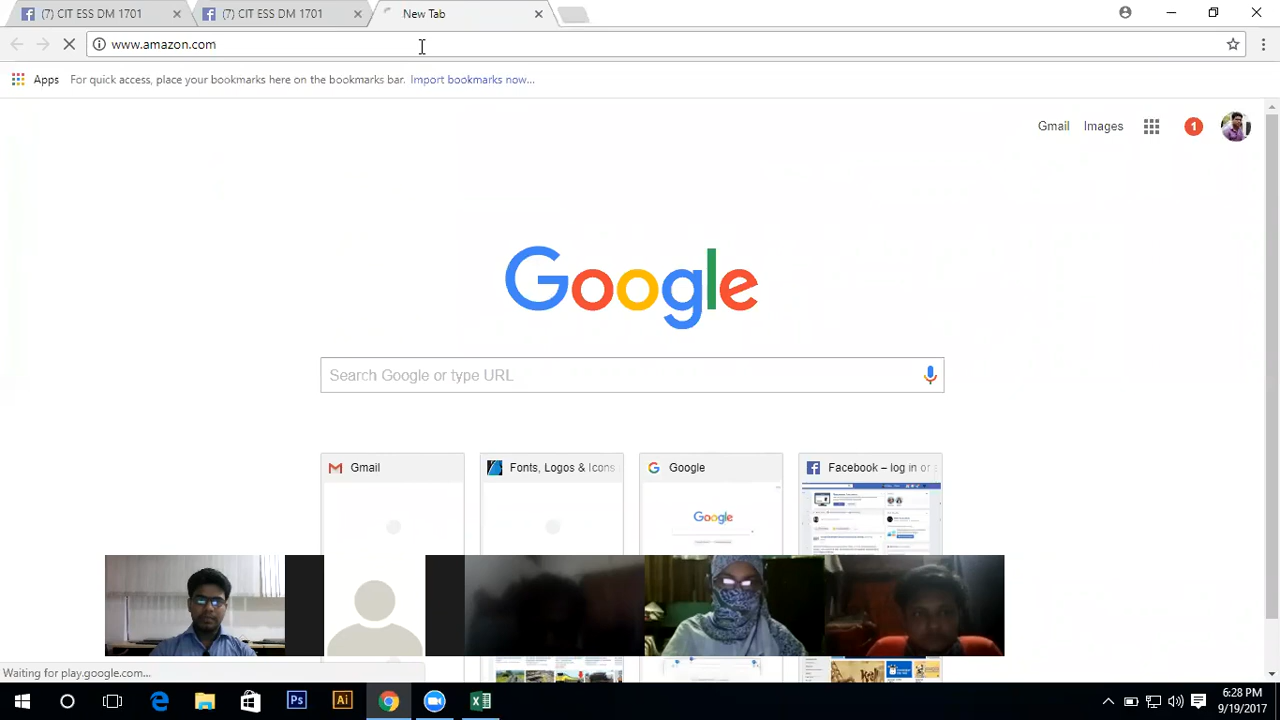 (7) CIT ESS DM 1701
(7) CIT ESS DM 1701
New Tab
www.amazon.com
Apps
For quick access, place your bookmarks here on the bookmarks bar. Import bookmarks now...
Gmail
Images
1
Google
Search Google or type URL
Gmail
Fonts, Logos & Icons
Google
Facebook – log in or
Google
Waiting for play.google.com...
Ps
Ai
6:28 PM
9/19/2017